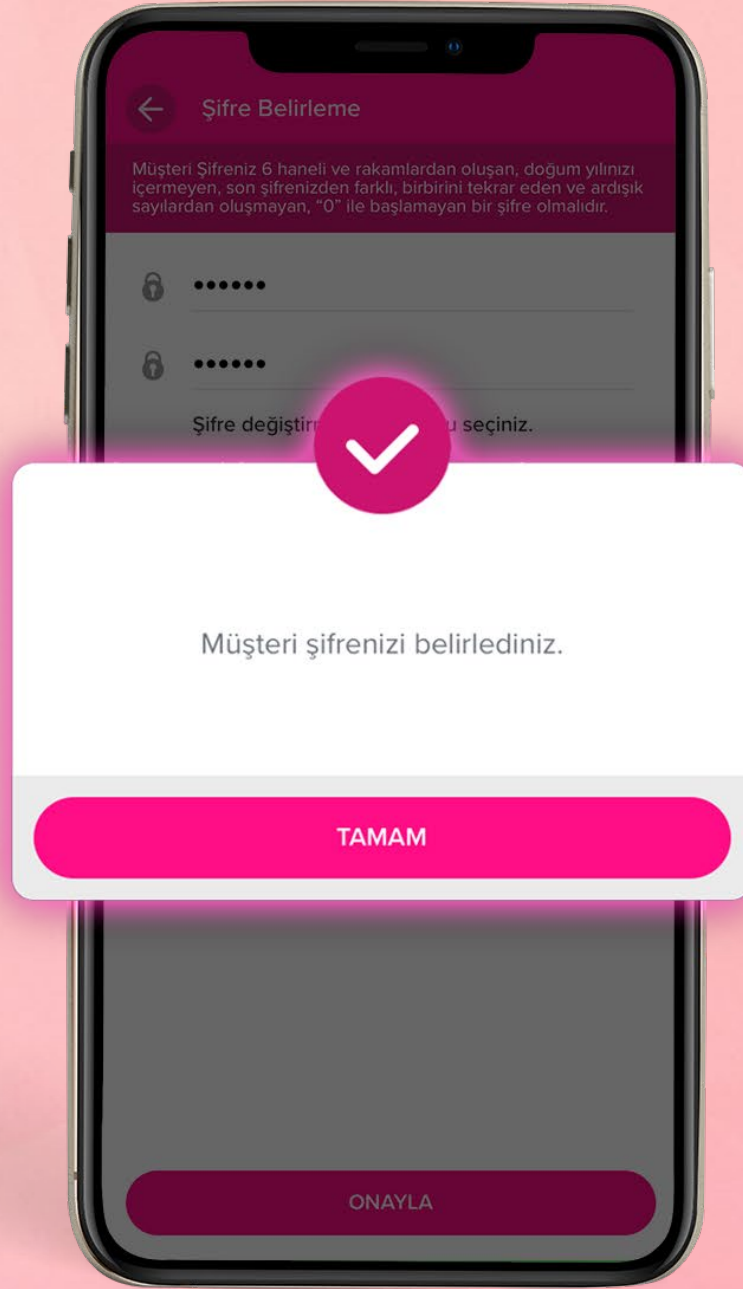 Şifre Belirleme
Müşteri Şifreniz 6 haneli ve rakamlardan oluşan, doğum yılınızı
içermeyen, son şifrenizden farklı, birbirini tekrar eden ve ardışık
sayılardan oluşmayan, “0” ile başlamayan bir şifre olmalıdır.
••••••
••••••
Şifre seçiniz.
Müşteri şifrenizi belirlediniz.
TAMAM
ONAYLA